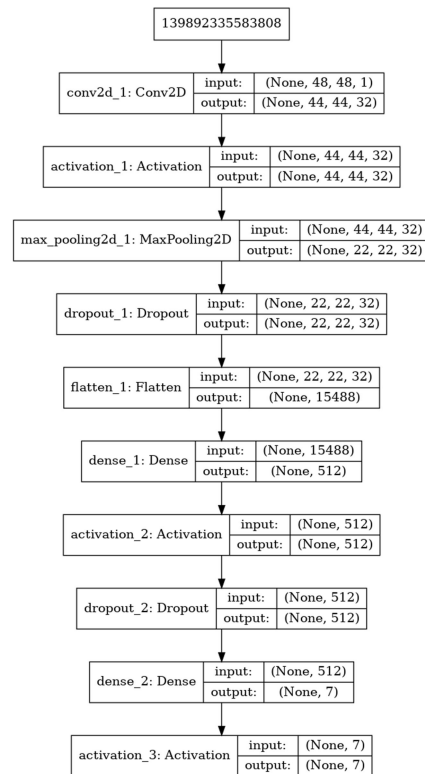 139892335583808
conv2d_1: Conv2D
input: (None, 48, 48, 1)
output: (None, 44, 44, 32)
activation_1: Activation
input: (None, 44, 44, 32)
output: (None, 44, 44, 32)
max_pooling2d_1: MaxPooling2D
input: (None, 44, 44, 32)
output: (None, 22, 22, 32)
dropout_1: Dropout
input: (None, 22, 22, 32)
output: (None, 22, 22, 32)
flatten_1: Flatten
input: (None, 22, 22, 32)
output: (None, 15488)
dense_1: Dense
input: (None, 15488)
output: (None, 512)
activation_2: Activation
input: (None, 512)
output: (None, 512)
dropout_2: Dropout
input: (None, 512)
output: (None, 512)
dense_2: Dense
input: (None, 512)
output: (None, 7)
activation_3: Activation
input: (None, 7)
output: (None, 7)